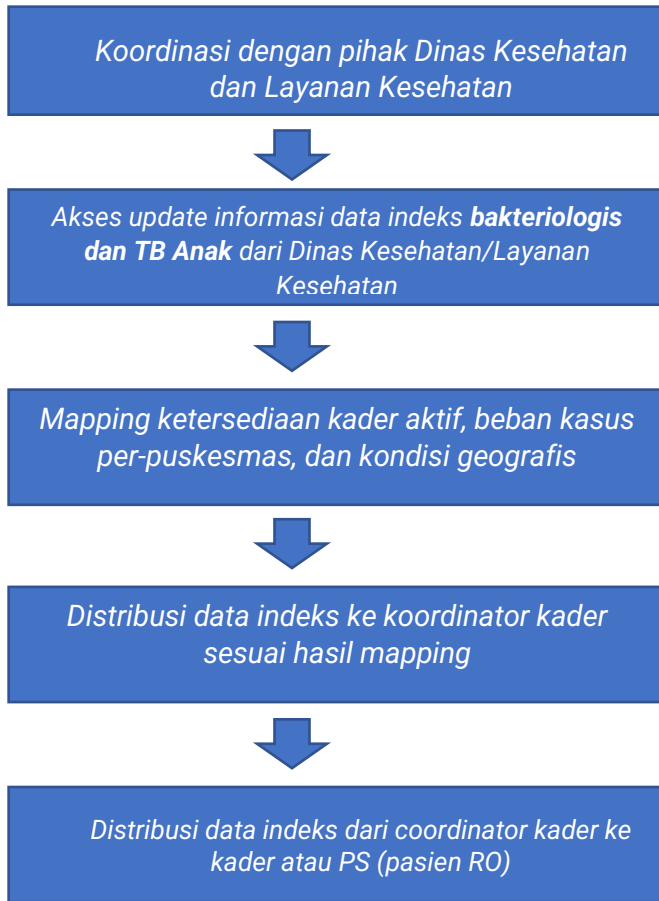 Koordinasi dengan pihak Dinas Kesehatan
dan Layanan Kesehatan
Akses update informasi data indeks bakteriologis
dan TB Anak dari Dinas Kesehatan/Layanan
Kesehatan
Mapping ketersediaan kader aktif, beban kasus
per-puskesmas, dan kondisi geografis
Distribusi data indeks ke koordinator kader
sesuai hasil mapping
Distribusi data indeks dari coordinator kader ke
kader atau PS (pasien RO)